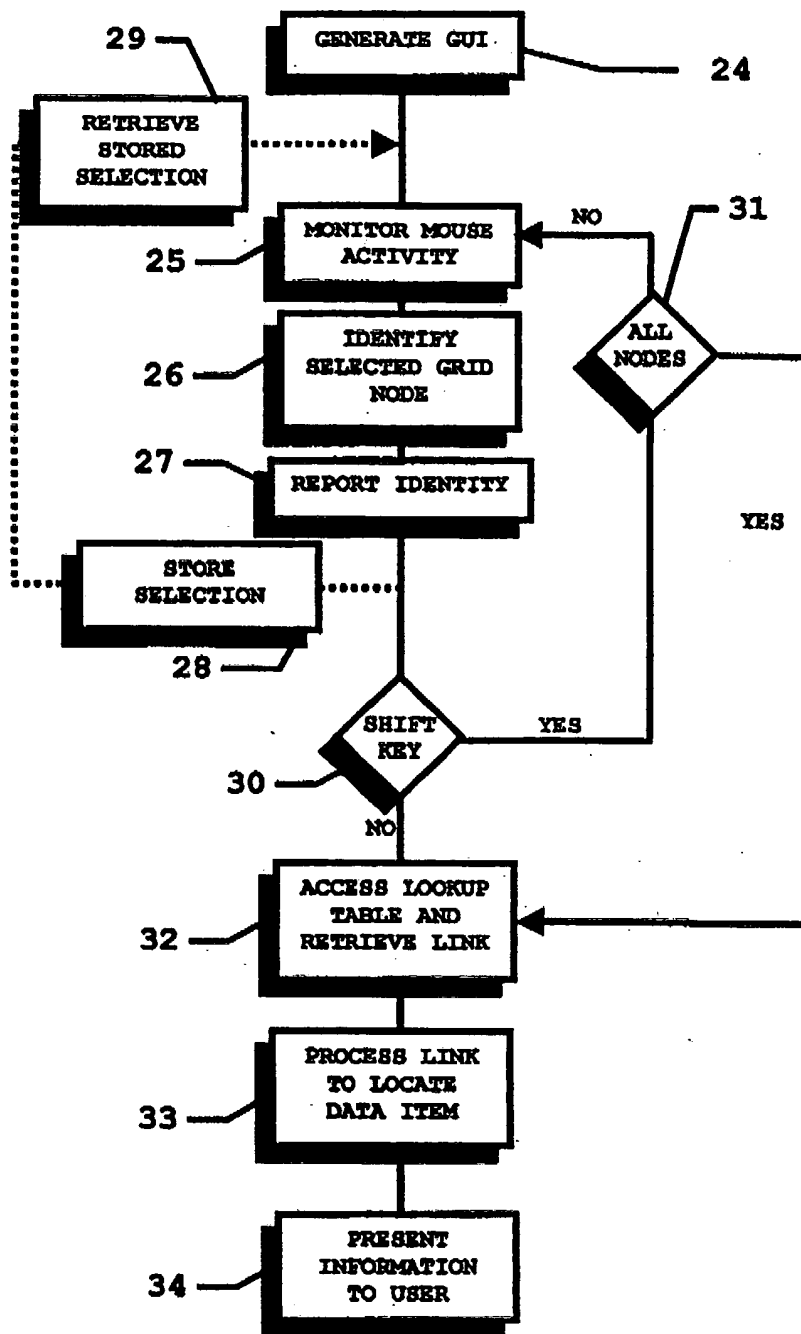 GENERATE GUI
24
29
RETRIEVE
STORED
SELECTION
MONITOR MOUSE
ACTIVITY
25
NO
31
ALL
NODES
IDENTIFY
SELECTED GRID
NODE
26
27
REPORT IDENTITY
YES
STORE
SELECTION
28
SHIFT
KEY
YES
30
NO
ACCESS LOOKUP
TABLE AND
RETRIEVE LINK
32
PROCESS LINK
TO LOCATE
DATA ITEM
33
PRESENT
INFORMATION
TO USER
34